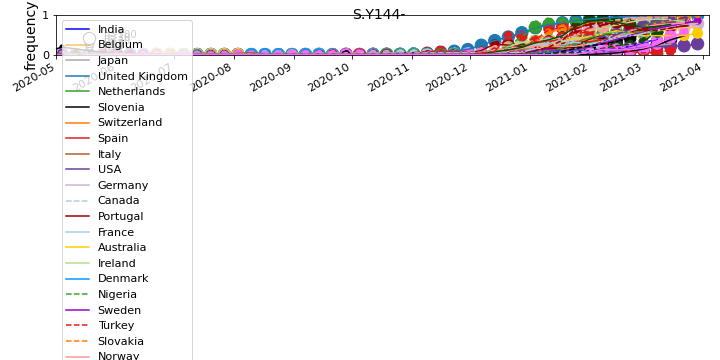 S.Y144-
frequency
1
0
2020-05
2020-07
2020-08
2020-09
2020-10
2020-11
2020-12
2021-01
2021-02
2021-03
2021-04
India
Belgium
Japan
United Kingdom
Netherlands
Slovenia
Switzerland
Spain
Italy
USA
Germany
Canada
Portugal
France
Australia
Ireland
Denmark
Nigeria
Sweden
Turkey
Slovakia
Norway